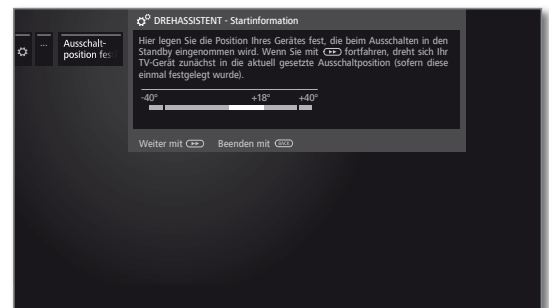 DREHASSISTENT - Startinformation
...
Ausschalt-
position fes
Hier legen Sie die Position Ihres Gerätes fest, die beim Ausschalten in den
Standby eingenommen wird. Wenn Sie mit fortfahren, dreht sich Ihr
TV-Gerät zunächst in die aktuell gesetzte Ausschaltposition (sofern diese
einmal festgelegt wurde).
-40° +18° +40°
Weiter mit Beenden mit BACK